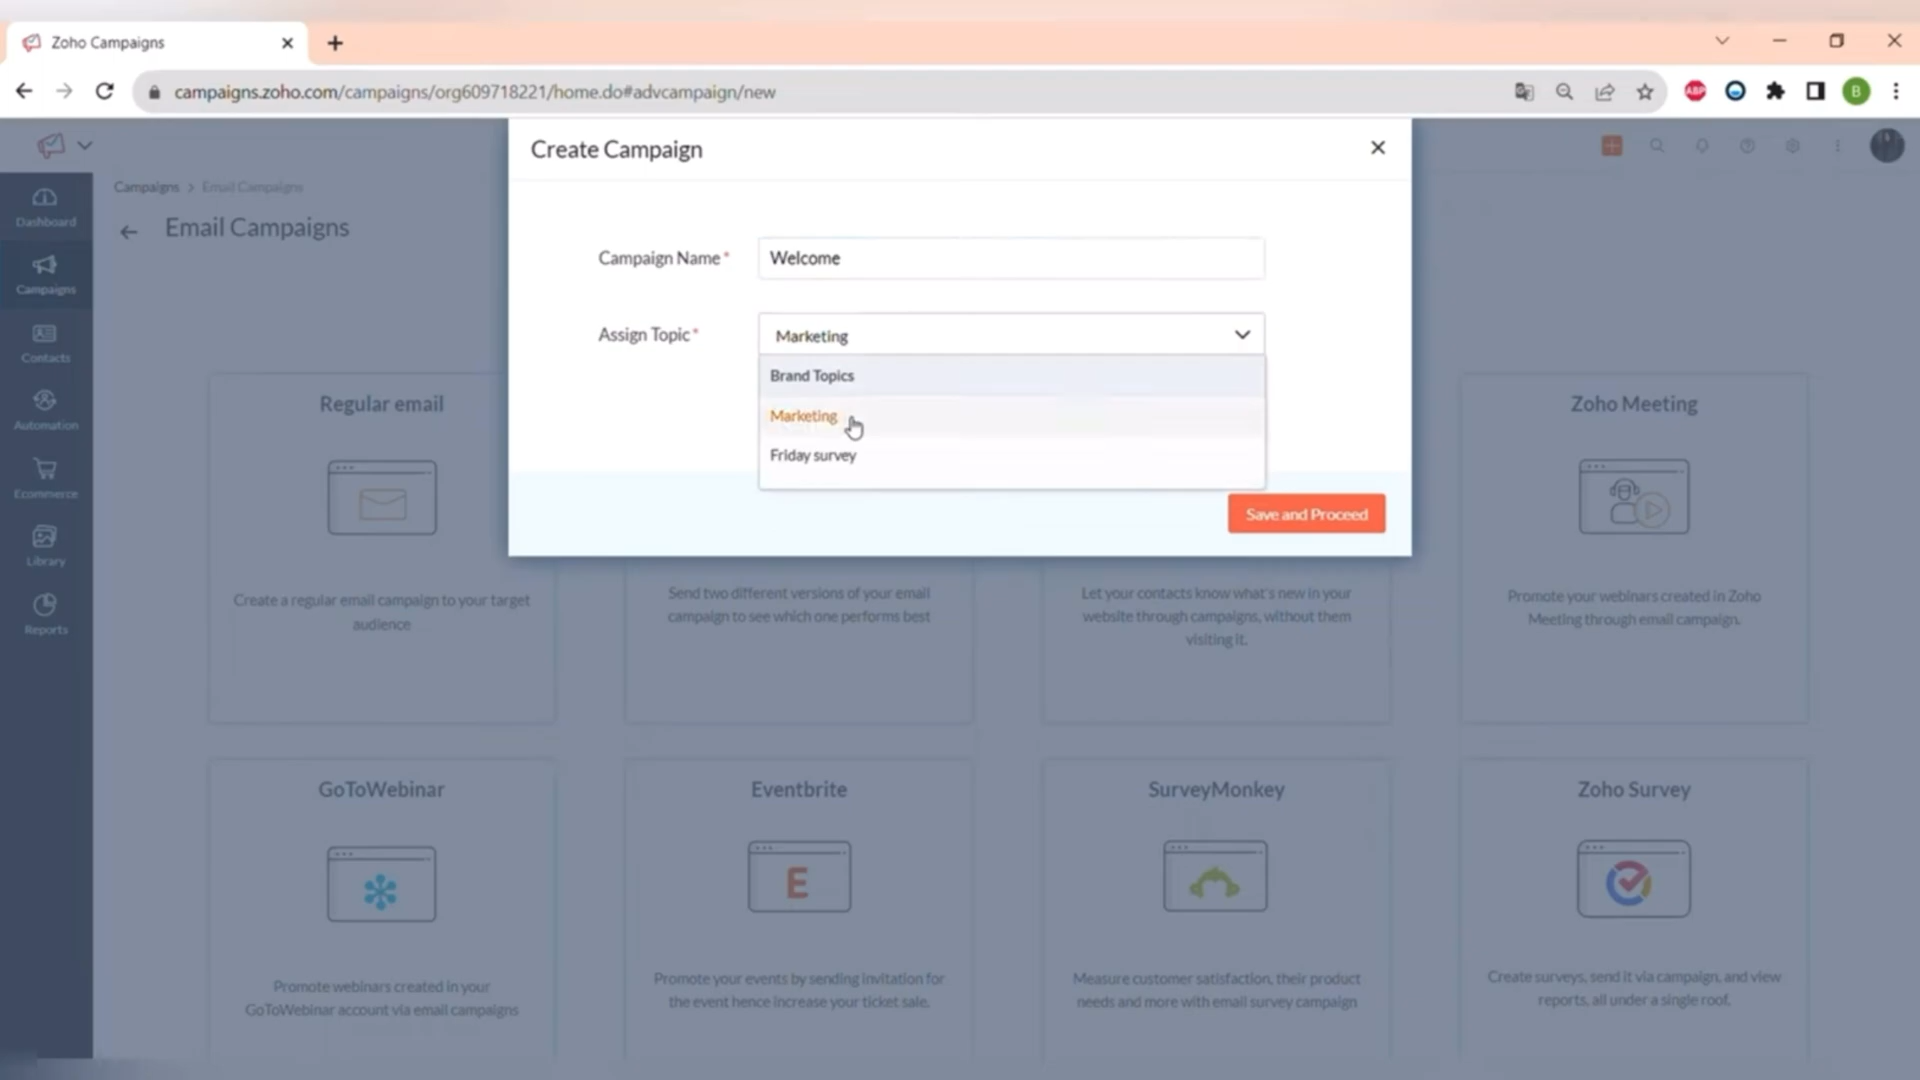 Zoho Campaigns
campaigns.zoho.com/campaigns/org609718221/home.do#advcampaign/new
ABP
B
Create Campaign
Campaigns > Email Campaigns
Email Campaigns
Dashboard
Campaigns
Contacts
Automation
Ecommerce
Library
Reports
Campaign Name*
Welcome
Assign Topic*
Marketing
Brand Topics
Marketing
Friday survey
Save and Proceed
Regular email
Create a regular email campaign to your target
audience
Send two different versions of your email
campaign to see which one performs best
Let your contacts know what's new in your
website through campaigns, without them
visiting it.
Zoho Meeting
Promote your webinars created in Zoho
Meeting through email campaign.
GoToWebinar
Promote webinars created in your
GoToWebinar account via email campaigns
Eventbrite
E
Promote your events by sending invitation for
the event hence increase your ticket sale.
SurveyMonkey
Measure customer satisfaction, their product
needs and more with email survey campaign
Zoho Survey
Create surveys, send it via campaign, and view
reports, all under a single roof.